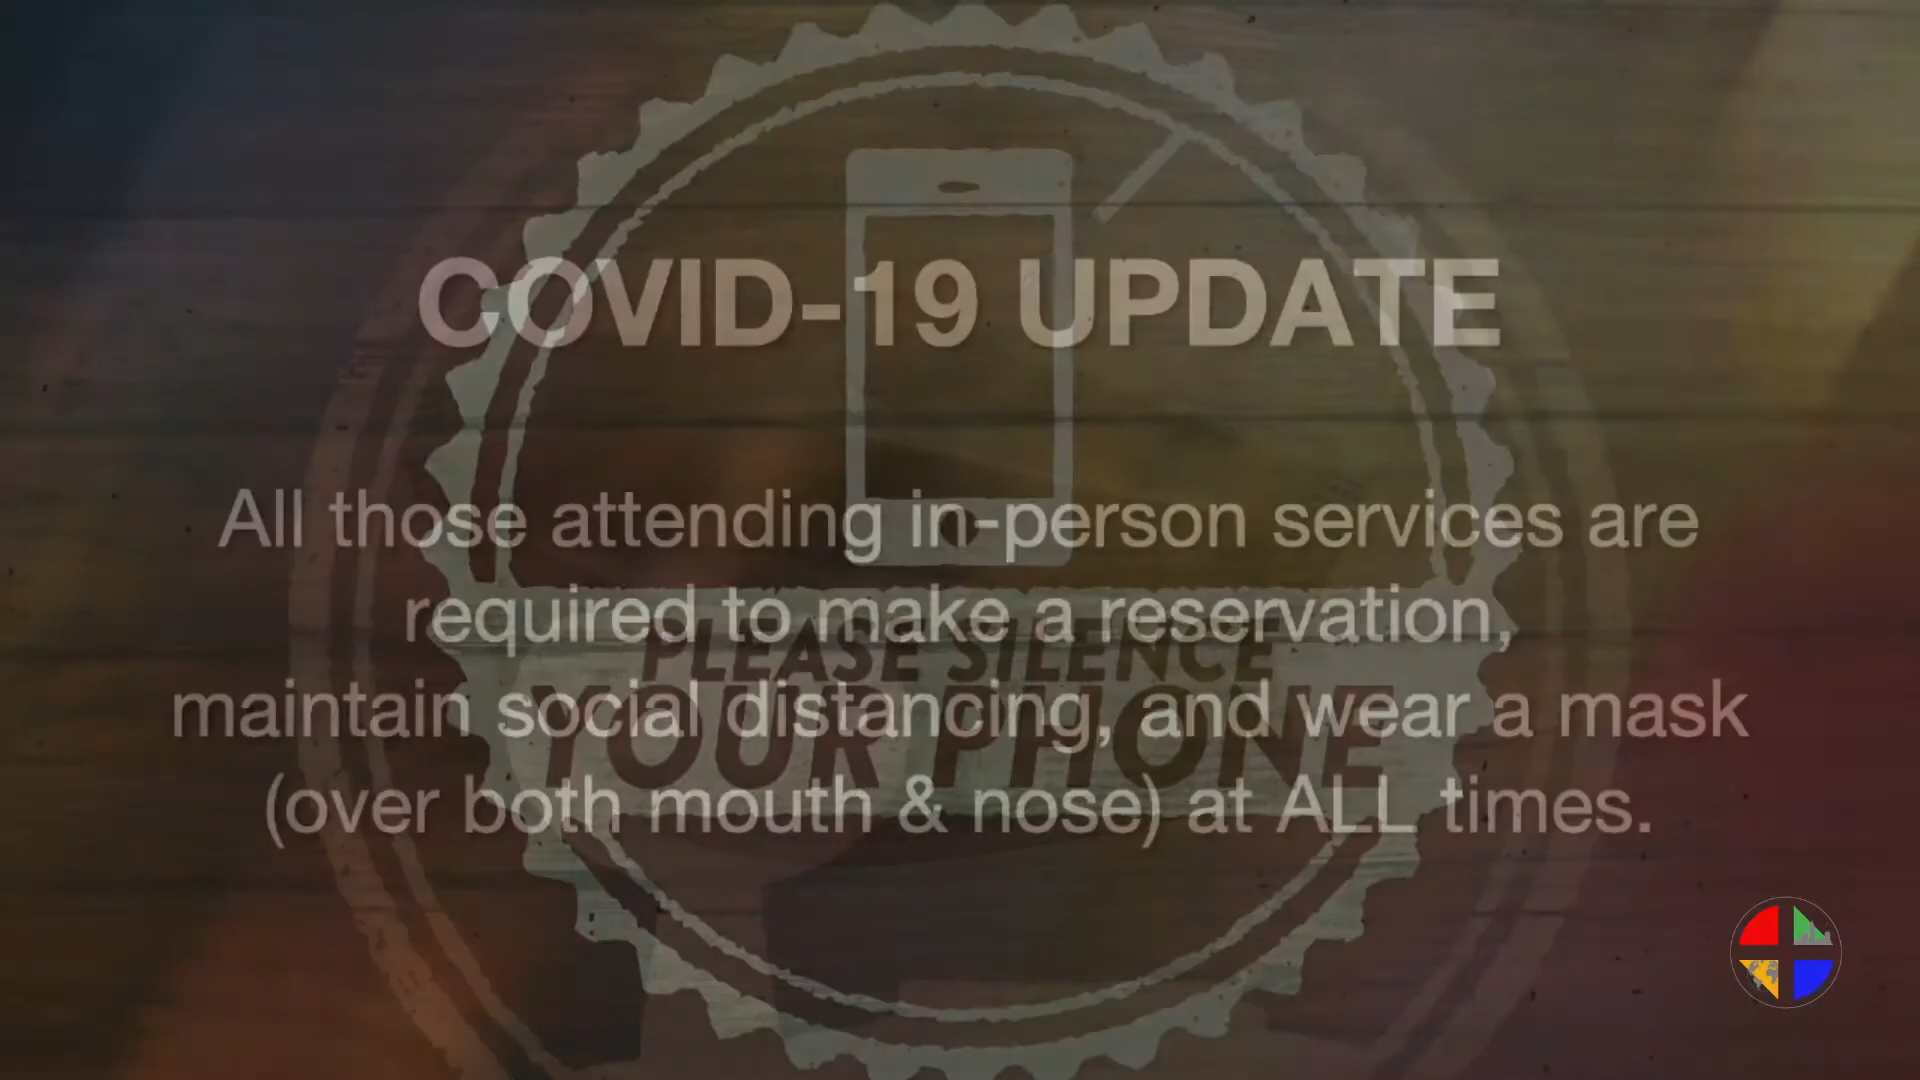 COVID-19 UPDATE
All those attending in-person services are
required to make a reservation,
PLEASE SILENCE
maintain social distancing, and wear a mask
YOUR PHONE
(over both mouth & nose) at ALL times.